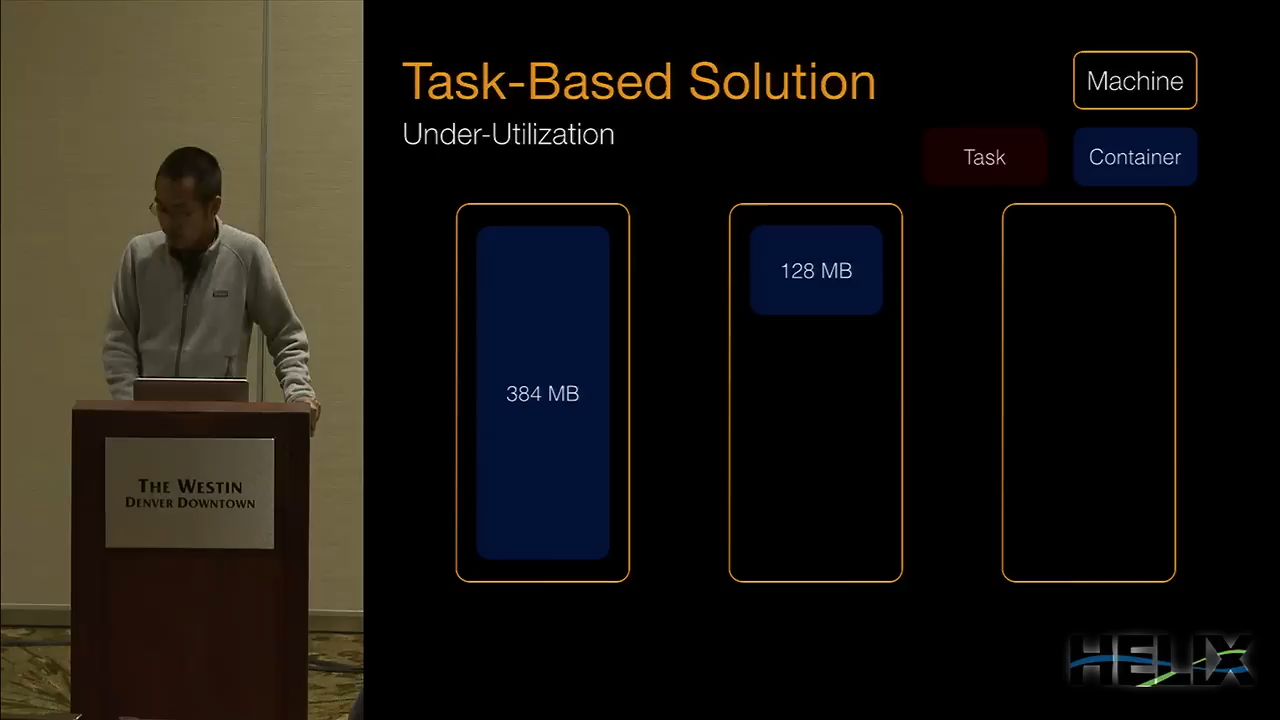 Task-Based Solution
Under-Utilization
Machine
Task
Container
384 MB
128 MB
HELIX
THE WESTIN
DENVER DOWNTOWN